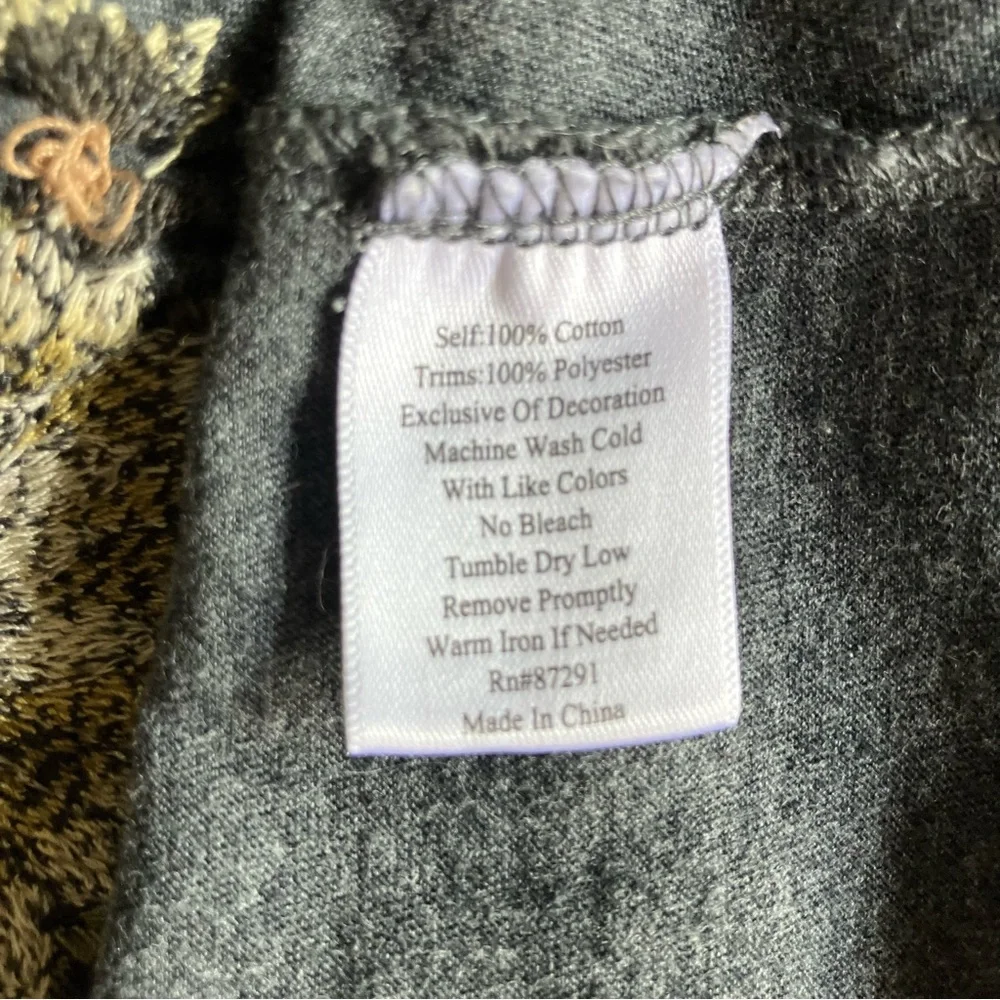 Self:100% Cotton
Trims:100% Polyester
Exclusive Of Decoration
Machine Wash Cold
With Like Colors
No Bleach
Tumble Dry Low
Remove Promptly
Warm Iron If Needed
Rn#87291
Made In China